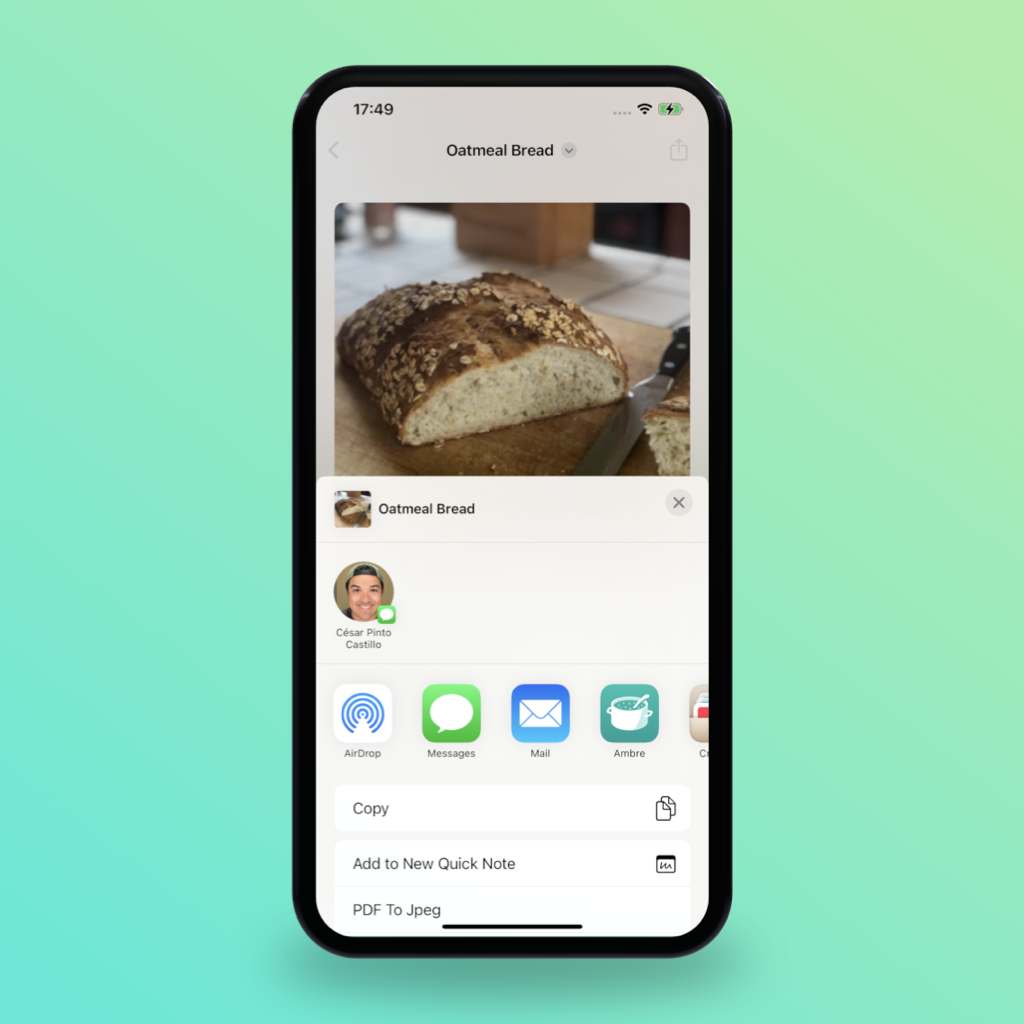 17:49
Oatmeal Bread
Oatmeal Bread
César Pinto
Castillo
AirDrop
Messages
Mail
Ambre
Copy
Add to New Quick Note
PDF To Jpeg